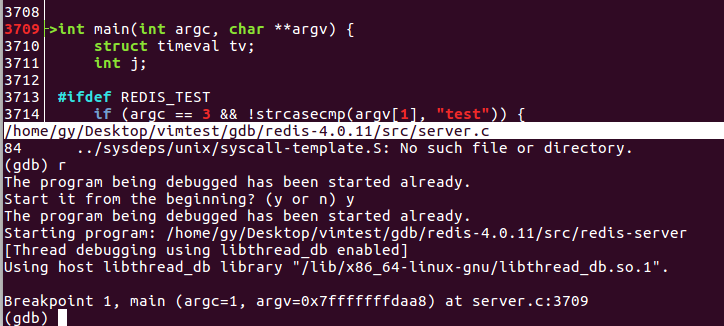 3708
3709->int main(int argc, char **argv) {
3710     struct timeval tv;
3711     int j;
3712
3713 #ifdef REDIS_TEST
3714     if (argc == 3 && !strcasecmp(argv[1], "test")) {
/home/gy/Desktop/vimtest/gdb/redis-4.0.11/src/server.c
84      ../sysdeps/unix/syscall-template.S: No such file or directory.
(gdb) r
The program being debugged has been started already.
Start it from the beginning? (y or n) y
The program being debugged has been started already.
Starting program: /home/gy/Desktop/vimtest/gdb/redis-4.0.11/src/redis-server
[Thread debugging using libthread_db enabled]
Using host libthread_db library "/lib/x86_64-linux-gnu/libthread_db.so.1".

Breakpoint 1, main (argc=1, argv=0x7fffffffdaa8) at server.c:3709
(gdb)